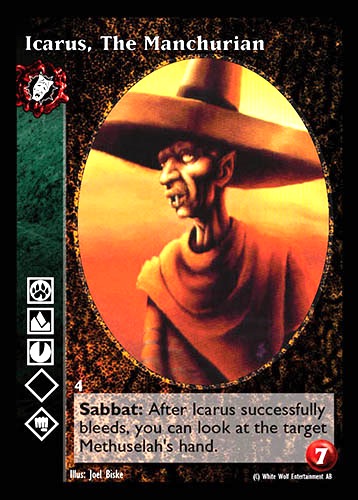 Icarus, The Manchurian
4
Sabbat: After Icarus successfully
bleeds, you can look at the target
Methuselah's hand.
7
Illus: Joel Biske
(C) White Wolf Entertainment AB